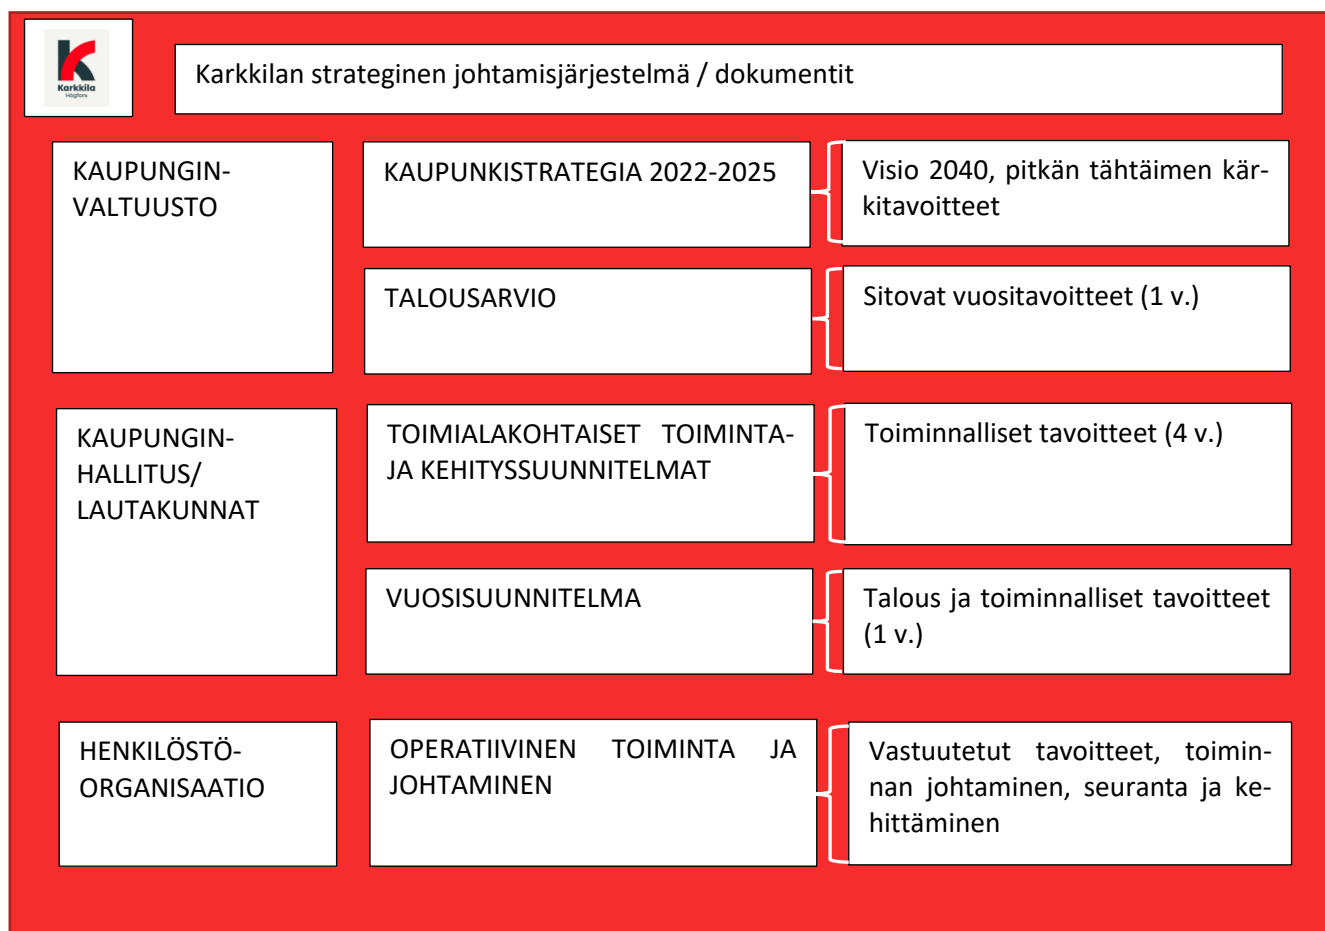 Karkkila
Högfors
Karkkilan strateginen johtamisjärjestelmä / dokumentit
KAUPUNGIN-
VALTUUSTO
KAUPUNKISTRATEGIA 2022-2025
Visio 2040, pitkän tähtäimen kär-
kitavoitteet
TALOUSARVIO
Sitovat vuositavoitteet (1 v.)
KAUPUNGIN-
HALLITUS/
LAUTAKUNNAT
TOIMIALAKOHTAISET TOIMINTA-
JA KEHITYSSUUNNITELMAT
Toiminnalliset tavoitteet (4 v.)
VUOSISUUNNITELMA
Talous ja toiminnalliset tavoitteet
(1 v.)
HENKILÖSTÖ-
ORGANISAATIO
OPERATIIVINEN TOIMINTA JA
JOHTAMINEN
Vastuutetut tavoitteet, toimin-
nan johtaminen, seuranta ja ke-
hittäminen